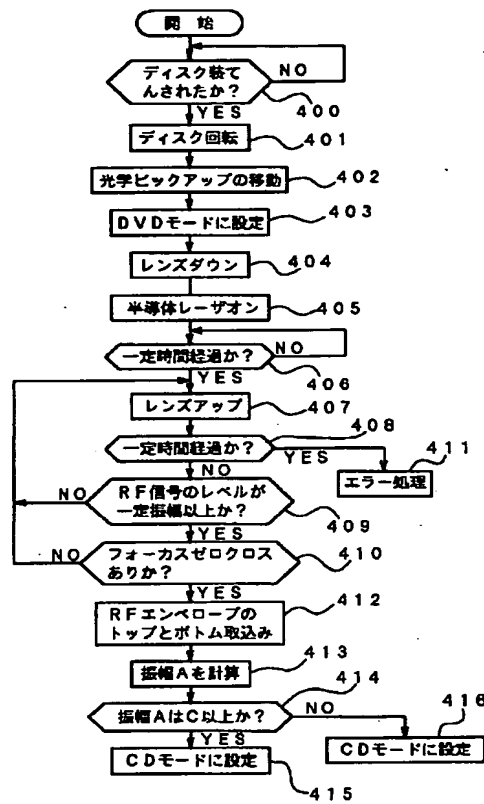 開始
ディスク装て
んされたか？
NO
400
YES
ディスク回転
401
光学ピックアップの移動
402
DVDモードに設定
403
レンズダウン
404
半導体レーザオン
405
一定時間経過か？
NO
406
YES
レンズアップ
407
一定時間経過か？
408
YES
411
エラー処理
NO
RF信号のレベルが
一定振幅以上か？
NO
409
YES
フォーカスゼロクロス
ありか？
NO
410
YES
RFエンベロープの
トップとボトム取込み
412
振幅Aを計算
413
振幅AはC以上か？
414
NO
416
CDモードに設定
YES
CDモードに設定
415